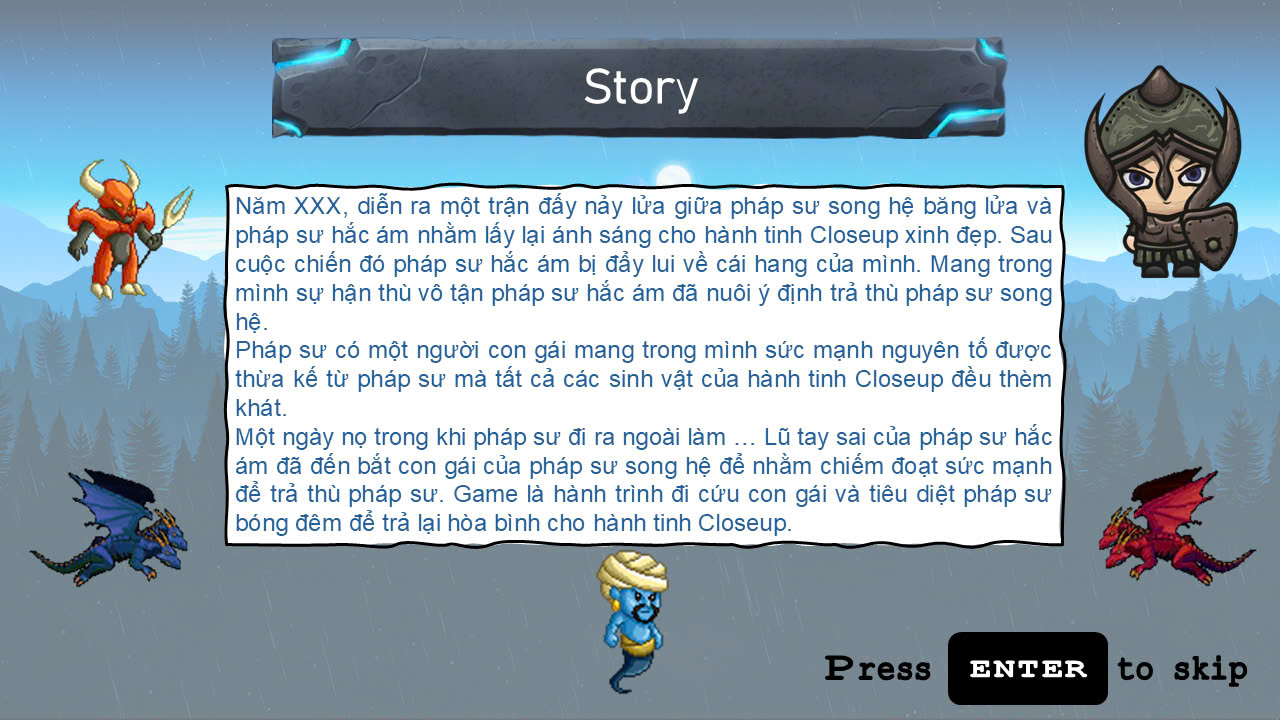 Story
Năm XXX, diễn ra một trận đấy nảy lửa giữa pháp sư song hệ băng lửa và
pháp sư hắc ám nhằm lấy lại ánh sáng cho hành tinh Closeup xinh đẹp. Sau
cuộc chiến đó pháp sư hắc ám bị đẩy lui về cái hang của mình. Mang trong
mình sự hận thù vô tận pháp sư hắc ám đã nuôi ý định trả thù pháp sư song
hệ.
Pháp sư có một người con gái mang trong mình sức mạnh nguyên tố được
thừa kế từ pháp sư mà tất cả các sinh vật của hành tinh Closeup đều thèm
khát.
Một ngày nọ trong khi pháp sư đi ra ngoài làm … Lũ tay sai của pháp sư hắc
ám đã đến bắt con gái của pháp sư song hệ để nhằm chiếm đoạt sức mạnh
để trả thù pháp sư. Game là hành trình đi cứu con gái và tiêu diệt pháp sư
bóng đêm để trả lại hòa bình cho hành tinh Closeup.
Press ENTER to skip